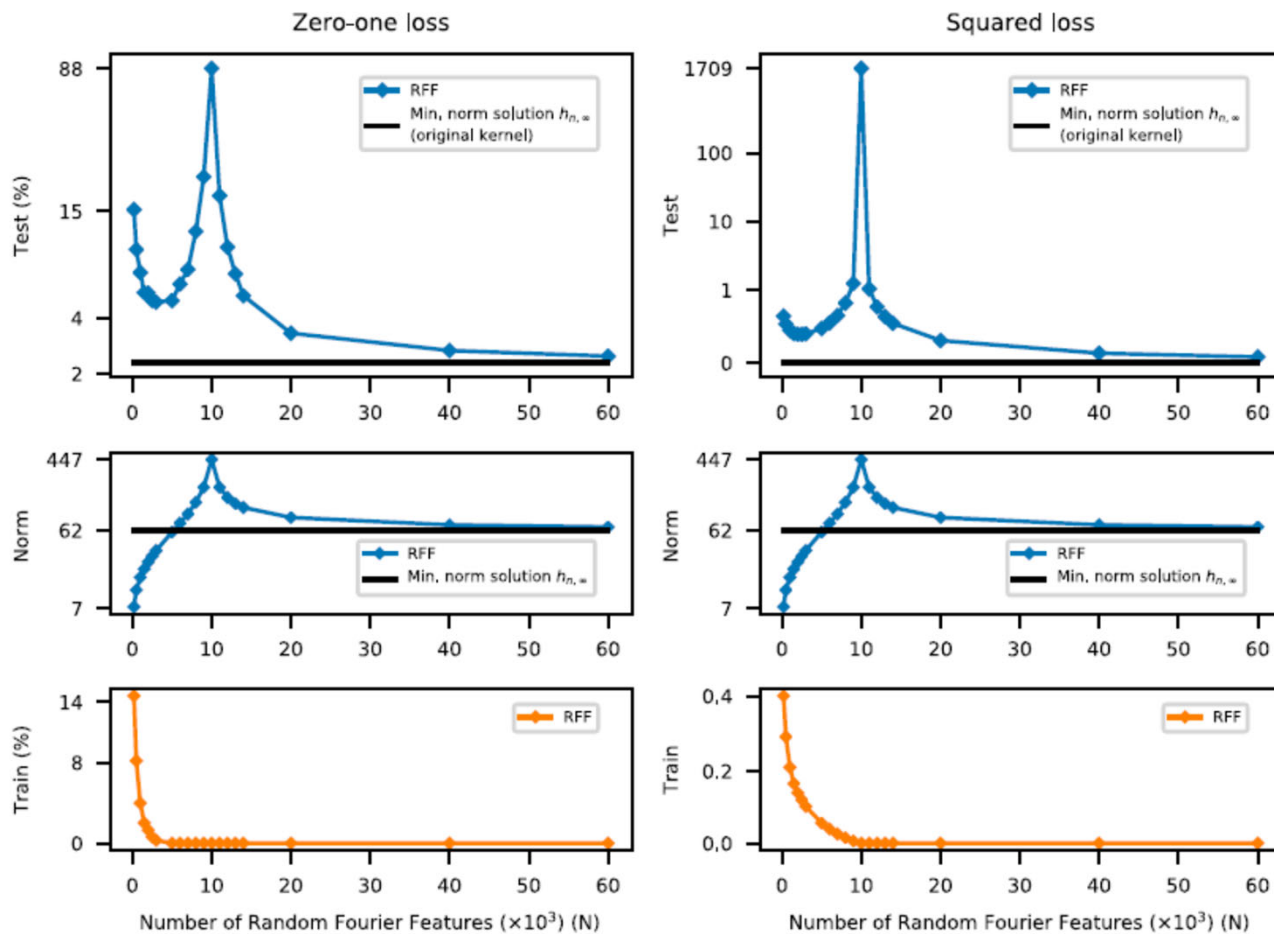 Zero-one loss
Squared loss
Test (%)
88
15
4
2
RFF
Min, norm solution hₙ,∞
(original kernel)
0 10 20 30 40 50 60
Test
1709
100
10
1
0
RFF
Min, norm solution hₙ,∞
(original kernel)
0 10 20 30 40 50 60
Norm
447
62
7
RFF
Min, norm solution hₙ,∞
0 10 20 30 40 50 60
Norm
447
62
7
RFF
Min, norm solution hₙ,∞
0 10 20 30 40 50 60
Train (%)
14
8
0
RFF
0 10 20 30 40 50 60
Number of Random Fourier Features (×10³) (N)
Train
0,4
0,2
0,0
RFF
0 10 20 30 40 50 60
Number of Random Fourier Features (×10³) (N)